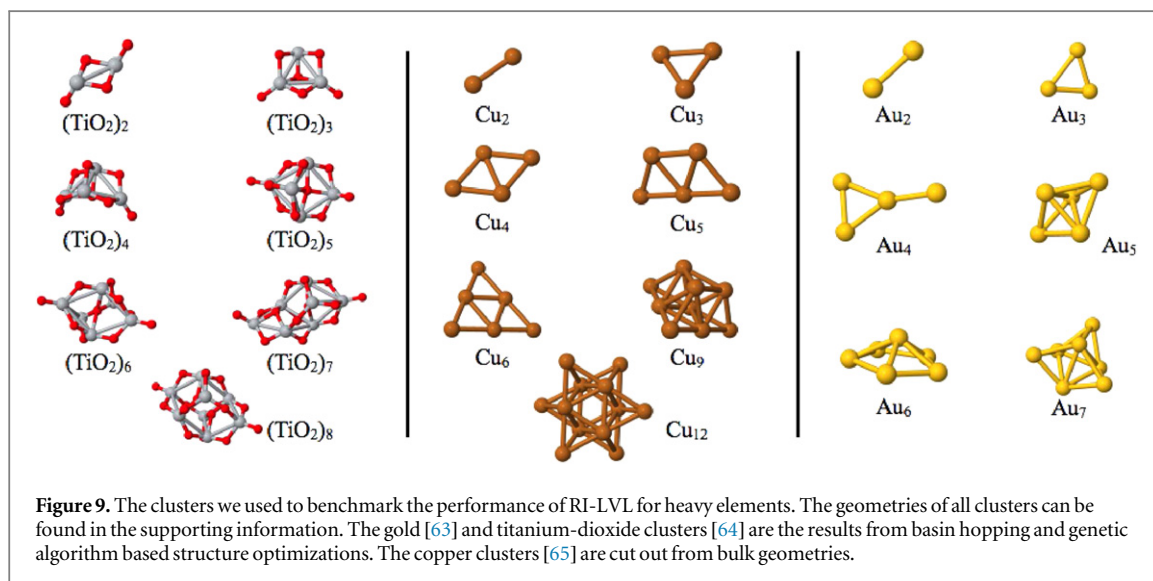 (TiO₂)₂ (TiO₂)₃ Cu₂ Cu₃ Au₂ Au₃
(TiO₂)₄ (TiO₂)₅ Cu₄ Cu₅ Au₄ Au₅
(TiO₂)₆ (TiO₂)₇ Cu₆ Cu₉ Au₆ Au₇
(TiO₂)₈ Cu₁₂
Figure 9. The clusters we used to benchmark the performance of RI-LVL for heavy elements. The geometries of all clusters can be
found in the supporting information. The gold [63] and titanium-dioxide clusters [64] are the results from basin hopping and genetic
algorithm based structure optimizations. The copper clusters [65] are cut out from bulk geometries.